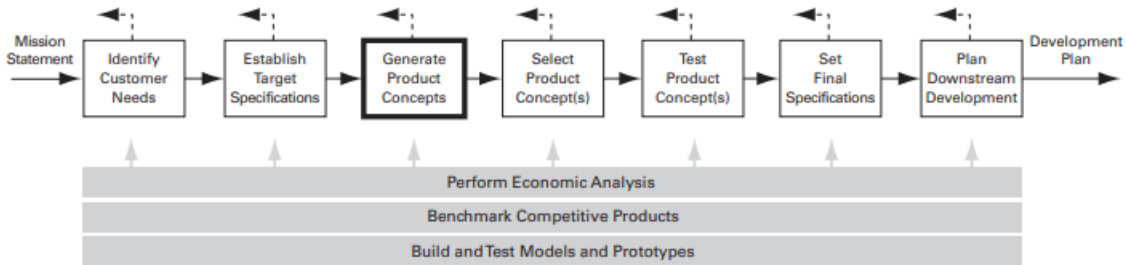 Mission
Statement
Identify
Customer
Needs
Establish
Target
Specifications
Generate
Product
Concepts
Select
Product
Concept(s)
Test
Product
Concept(s)
Set
Final
Specifications
Plan
Downstream
Development
Development
Plan
Perform Economic Analysis
Benchmark Competitive Products
Build and Test Models and Prototypes